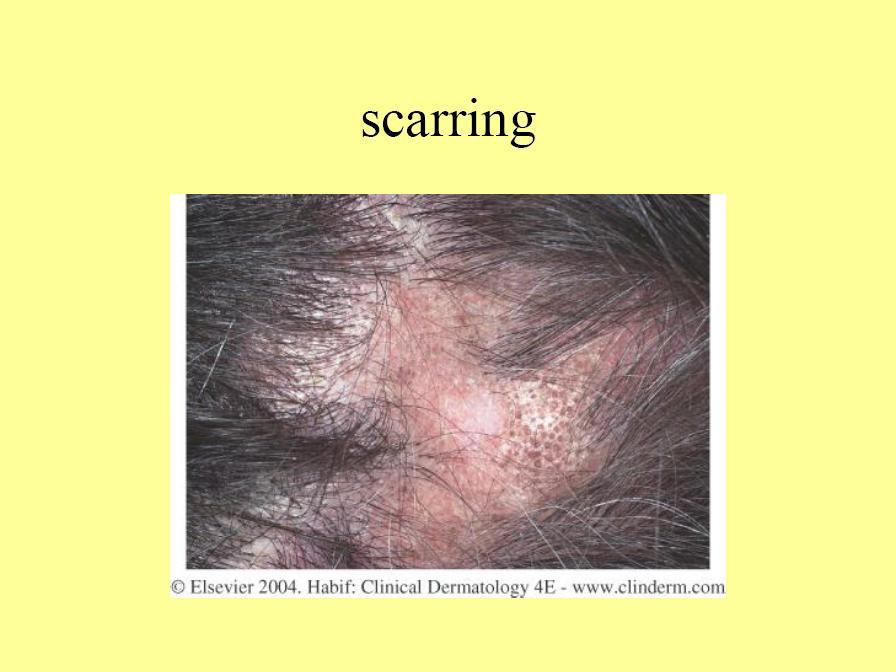 scarring
© Elsevier 2004. Habif: Clinical Dermatology 4E - www.clinderm.com